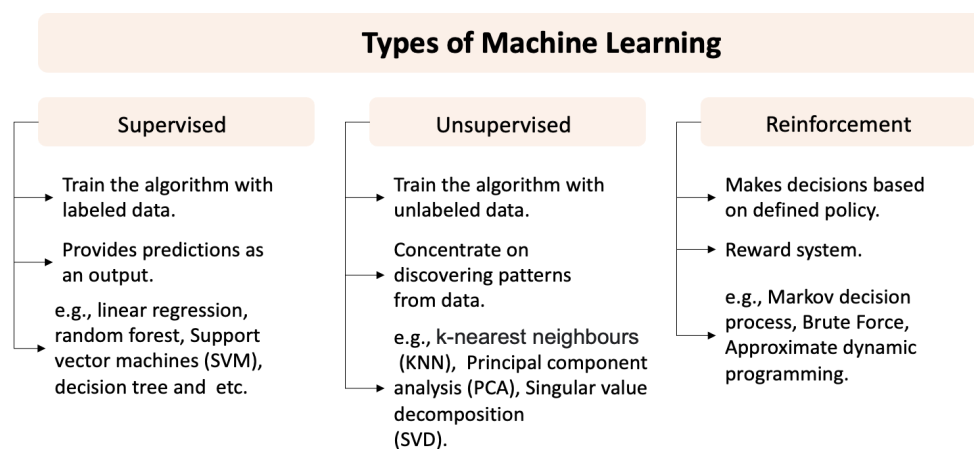 Types of Machine Learning
Supervised
Train the algorithm with
labeled data.
Provides predictions as
an output.
e.g., linear regression,
random forest, Support
vector machines (SVM),
decision tree and etc.
Unsupervised
Train the algorithm with
unlabeled data.
Concentrate on
discovering patterns
from data.
e.g., k-nearest neighbours
(KNN), Principal component
analysis (PCA), Singular value
decomposition
(SVD).
Reinforcement
Makes decisions based
on defined policy.
Reward system.
e.g., Markov decision
process, Brute Force,
Approximate dynamic
programming.